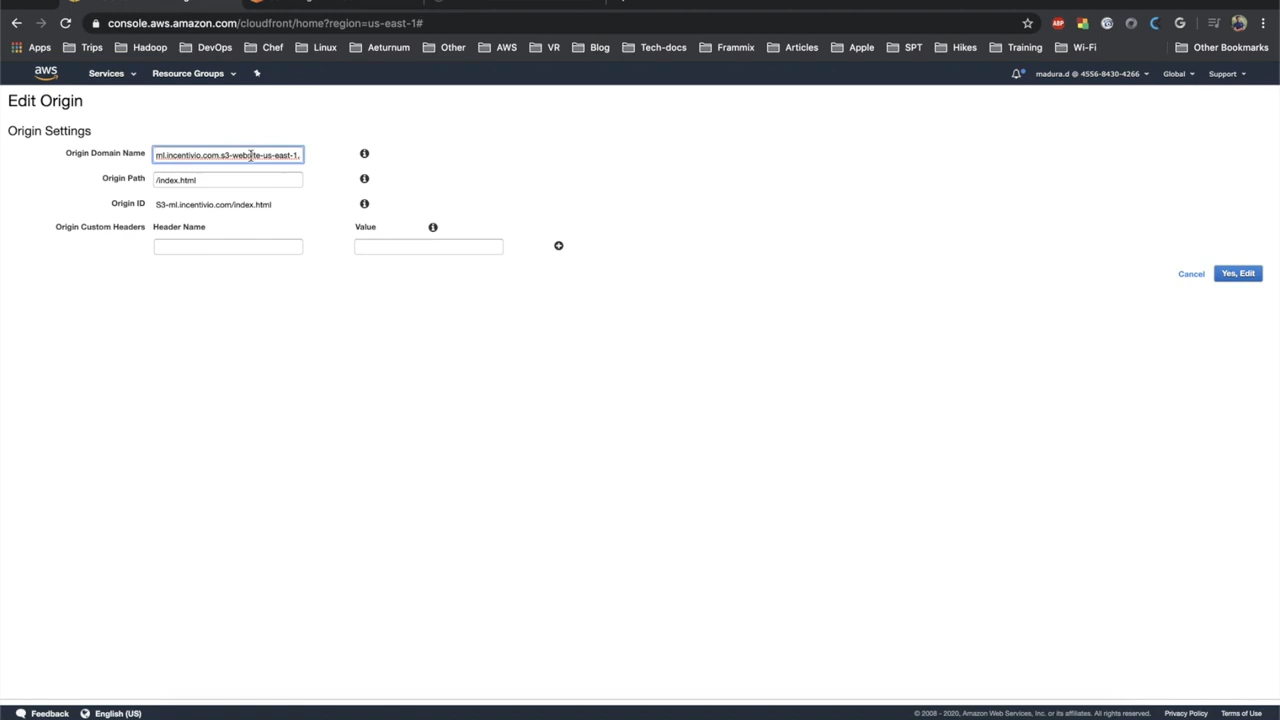 console.aws.amazon.com/cloudfront/home?region=us-east-1#
Apps Trips Hadoop DevOps Chef Linux Aeturnum Other AWS VR Blog Tech-docs Frammix Articles Apple SPT Hikes Training Wi-Fi Other Bookmarks
aws Services Resource Groups madura.d @ 4556-8430-4266 Global Support
Edit Origin
Origin Settings
Origin Domain Name ml.incentivio.com.s3-website-us-east-1.
Origin Path /index.html
Origin ID S3-ml.incentivio.com/index.html
Origin Custom Headers Header Name Value
Cancel Yes, Edit
Feedback English (US) © 2008 - 2020, Amazon Web Services, Inc. or its affiliates. All rights reserved. Privacy Policy Terms of Use